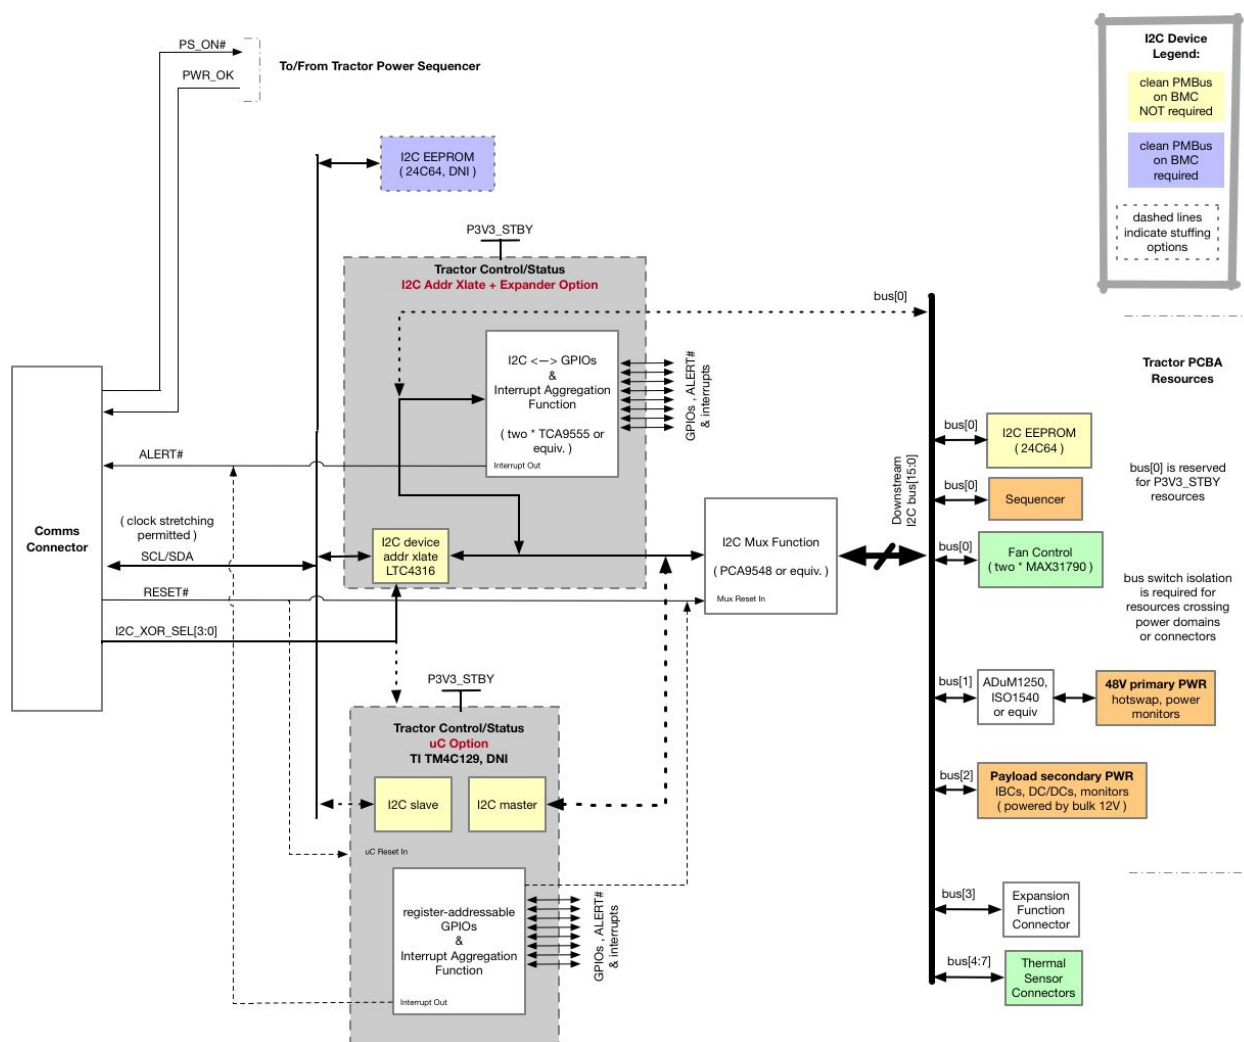 PS_ON#
PWR_OK
To/From Tractor Power Sequencer
I2C Device
Legend:
clean PMBus
on BMC
NOT required
clean PMBus
on BMC
required
dashed lines
indicate stuffing
options
I2C EEPROM
( 24C64, DNI )
P3V3_STBY
Tractor Control/Status
I2C Addr Xlate + Expander Option
bus[0]
I2C <—> GPIOs
&
Interrupt Aggregation
Function
( two * TCA9555 or
equiv. )
Interrupt Out
GPIOs , ALERT#
& interrupts
Tractor PCBA
Resources
bus[0] is reserved
for P3V3_STBY
resources
bus switch isolation
is required for
resources crossing
power domains
or connectors
Comms
Connector
ALERT#
( clock stretching
permitted )
SCL/SDA
RESET#
I2C_XOR_SEL[3:0]
I2C device
addr xlate
LTC4316
I2C Mux Function
(PCA9548 or equiv. )
Mux Reset In
Downstream
I2C bus[15:0]
bus[0]
I2C EEPROM
( 24C64 )
bus[0]
Sequencer
bus[0]
Fan Control
( two * MAX31790 )
bus[1]
ADuM1250,
ISO1540
or equiv
48V primary PWR
hotswap, power
monitors
bus[2]
Payload secondary PWR
IBCs, DC/DCs, monitors
( powered by bulk 12V )
bus[3]
Expansion
Function
Connector
bus[4:7]
Thermal
Sensor
Connectors
P3V3_STBY
Tractor Control/Status
uC Option
TI TM4C129, DNI
I2C slave
I2C master
uC Reset In
register-addressable
GPIOs
&
Interrupt Aggregation
Function
Interrupt Out
GPIOs , ALERT#
& interrupts